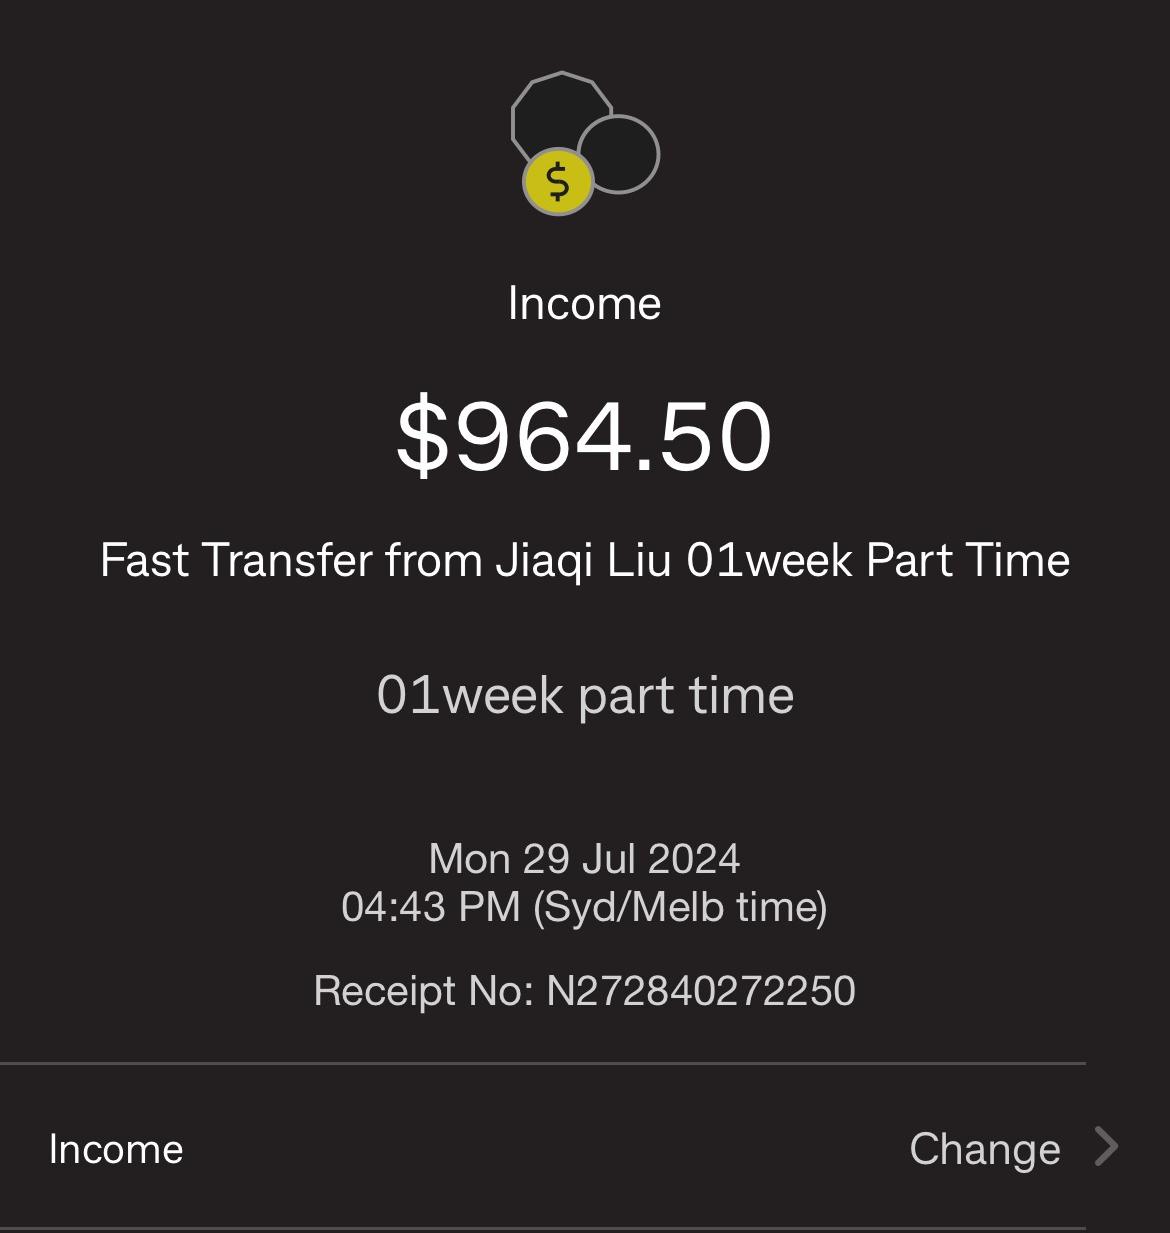 $
Income
$964.50
Fast Transfer from Jiaqi Liu 01week Part Time
01week part time
Mon 29 Jul 2024
04:43 PM (Syd/Melb time)
Receipt No: N272840272250
Income Change